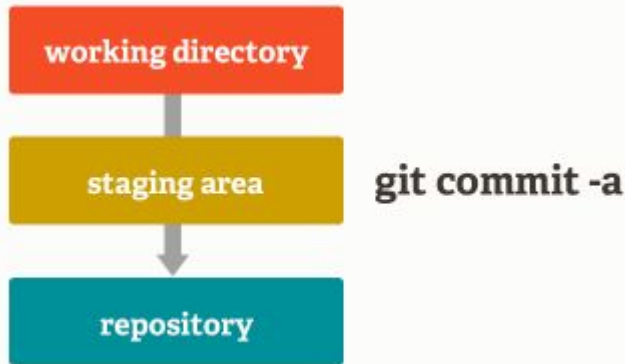 working directory
staging area
git commit -a
repository